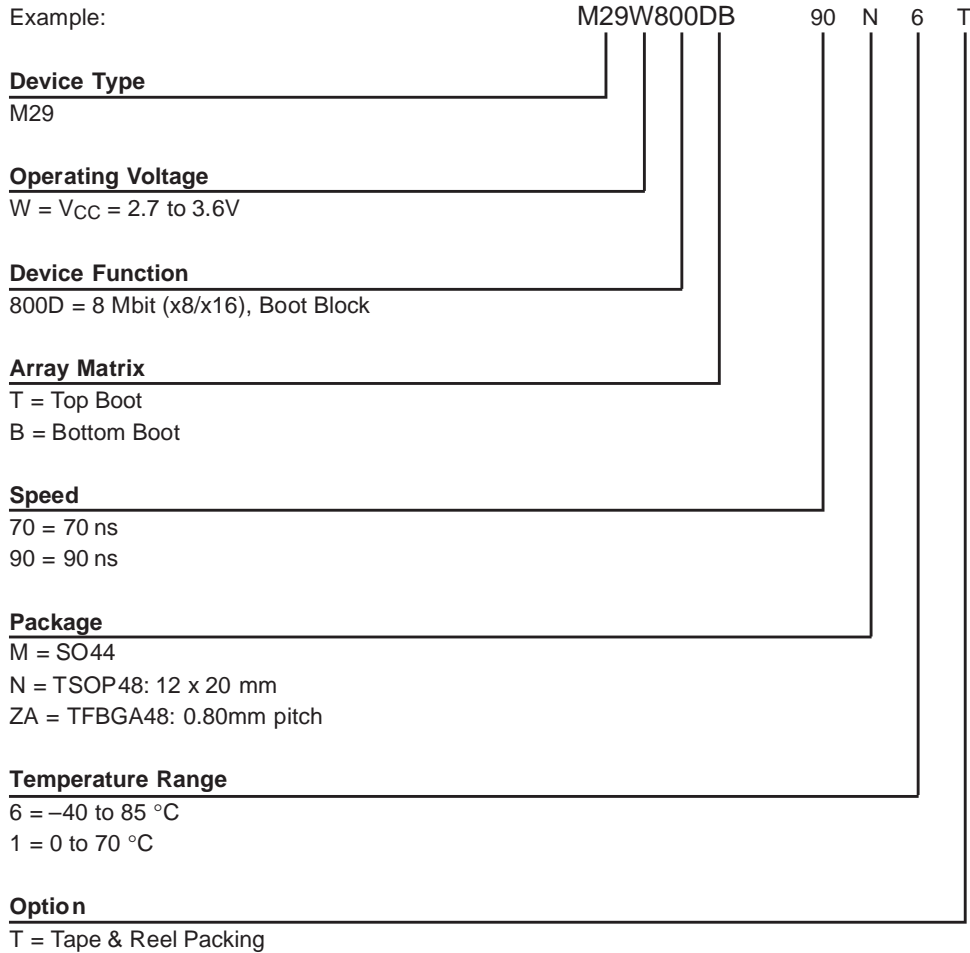 Example: M29W800DB 90 N 6 T
Device Type
M29
Operating Voltage
W = VCC = 2.7 to 3.6V
Device Function
800D = 8 Mbit (x8/x16), Boot Block
Array Matrix
T = Top Boot
B = Bottom Boot
Speed
70 = 70 ns
90 = 90 ns
Package
M = SO44
N = TSOP48: 12 x 20 mm
ZA = TFBGA48: 0.80mm pitch
Temperature Range
6 = –40 to 85 °C
1 = 0 to 70 °C
Option
T = Tape & Reel Packing